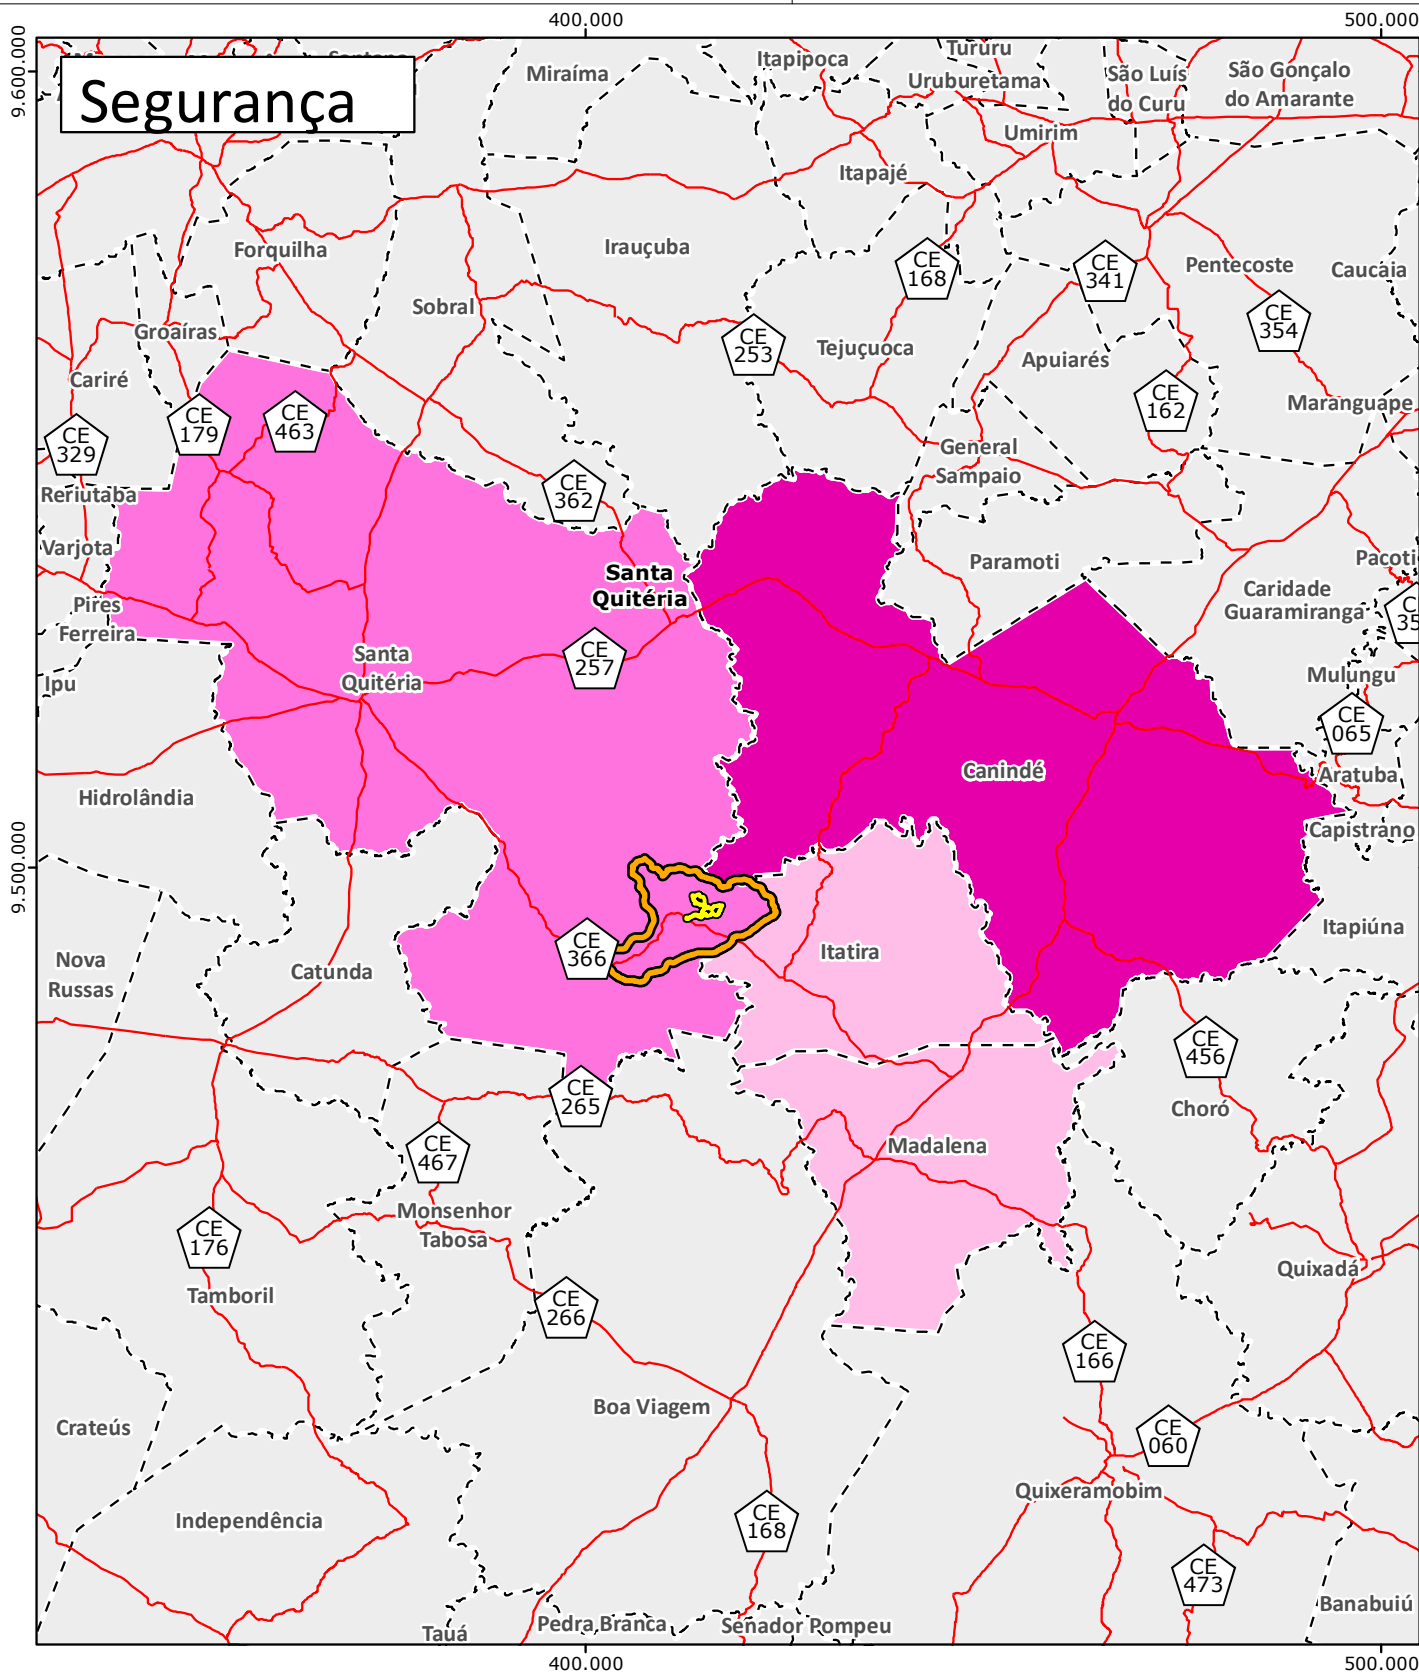 400.000
500.000
9.600.000
Segurança
Miraíma
Itapipoca
Tururu
Uruburetama
São Luís
do Curu
São Gonçalo
do Amarante
Umirim
Itapajé
Forquilha
Irauçuba
CE
168
CE
341
Pentecoste
Caucaia
Sobral
Groaíras
CE
253
Tejuçuoca
CE
354
Apuiarés
Cariré
CE
162
Maranguape
CE
329
CE
179
CE
463
General
Sampaio
Reriutaba
CE
362
Varjota
Paramoti
Pacoti
Santa
Quitéria
Caridade
Guaramiranga
Pires
Ferreira
C
35
CE
257
Santa
Quitéria
Ipu
Mulungu
CE
065
Canindé
Aratuba
Hidrolândia
Capistrano
9.500.000
Itapiúna
Nova
Russas
Catunda
CE
366
Itatira
CE
456
CE
265
Choró
CE
467
Madalena
Monsenhor
Tabosa
CE
176
Quixadá
Tamboril
CE
266
CE
166
Boa Viagem
Crateús
CE
060
Quixeramobim
Independência
CE
168
CE
473
Banabuiú
Tauá
Pedra Branca
Senador Pompeu
400.000
500.000